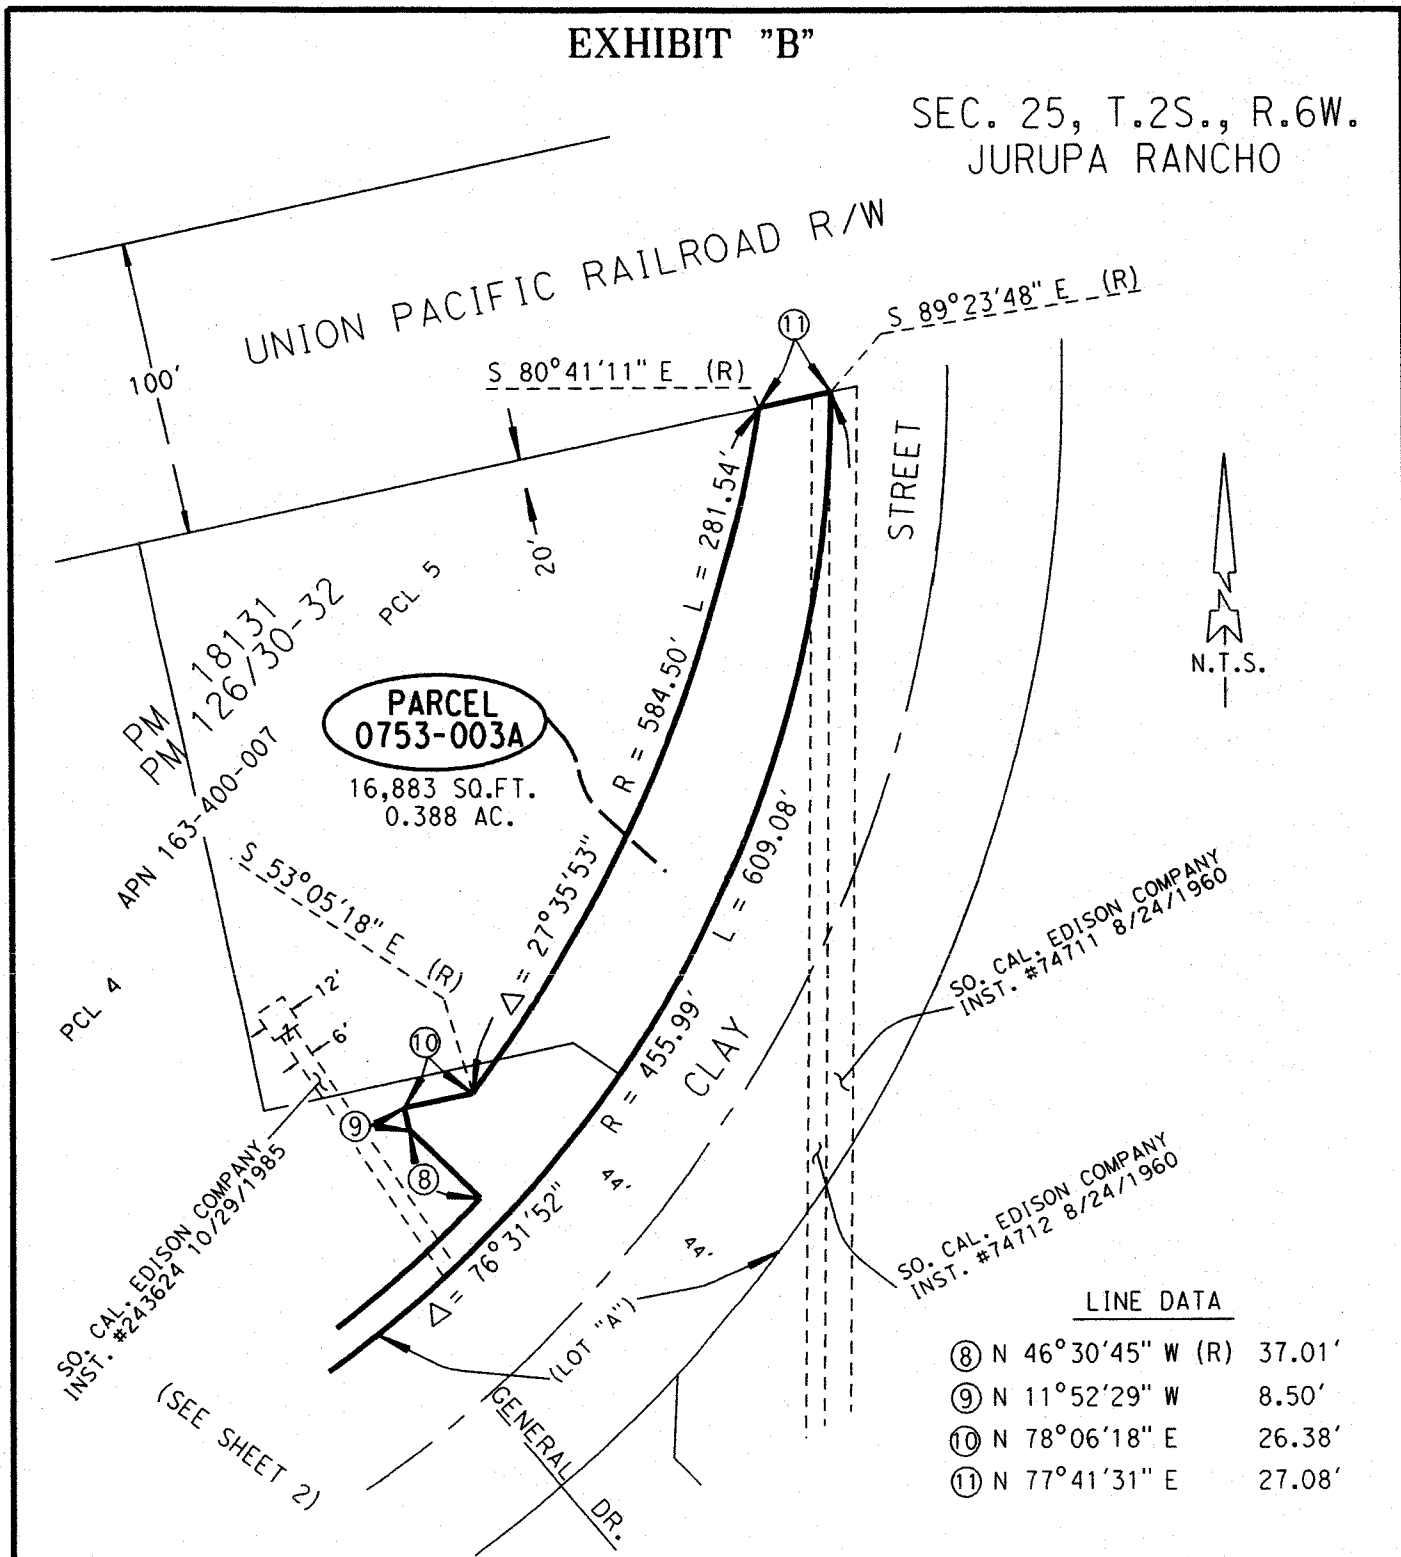 EXHIBIT "B"
SEC. 25, T.2S., R.6W.
JURUPA RANCHO
UNION PACIFIC RAILROAD R/W
100'
S 89°23'48" E (R)
11
S 80°41'11" E (R)
20'
STREET
N.T.S.
PM 18131
PM 126/30-32
PCL 5
APN 163-400-007
PCL 4
PARCEL
0753-003A
16,883 SQ.FT.
0.388 AC.
Δ= 27°35'53" R = 584.50' L = 281.54'
S 53°05'18" E (R)
12'
6'
10
9
8
Δ= 76°31'52" R = 455.99' L = 609.08'
CLAY
44'
44'
SO. CAL. EDISON COMPANY
INST. #74711 8/24/1960
SO. CAL. EDISON COMPANY
INST. #74712 8/24/1960
SO. CAL. EDISON COMPANY
INST. #243624 10/29/1985
(LOT "A")
(SEE SHEET 2)
GENERAL DR.
LINE DATA
8 N 46°30'45" W (R) 37.01'
9 N 11°52'29" W 8.50'
10 N 78°06'18" E 26.38'
11 N 77°41'31" E 27.08'